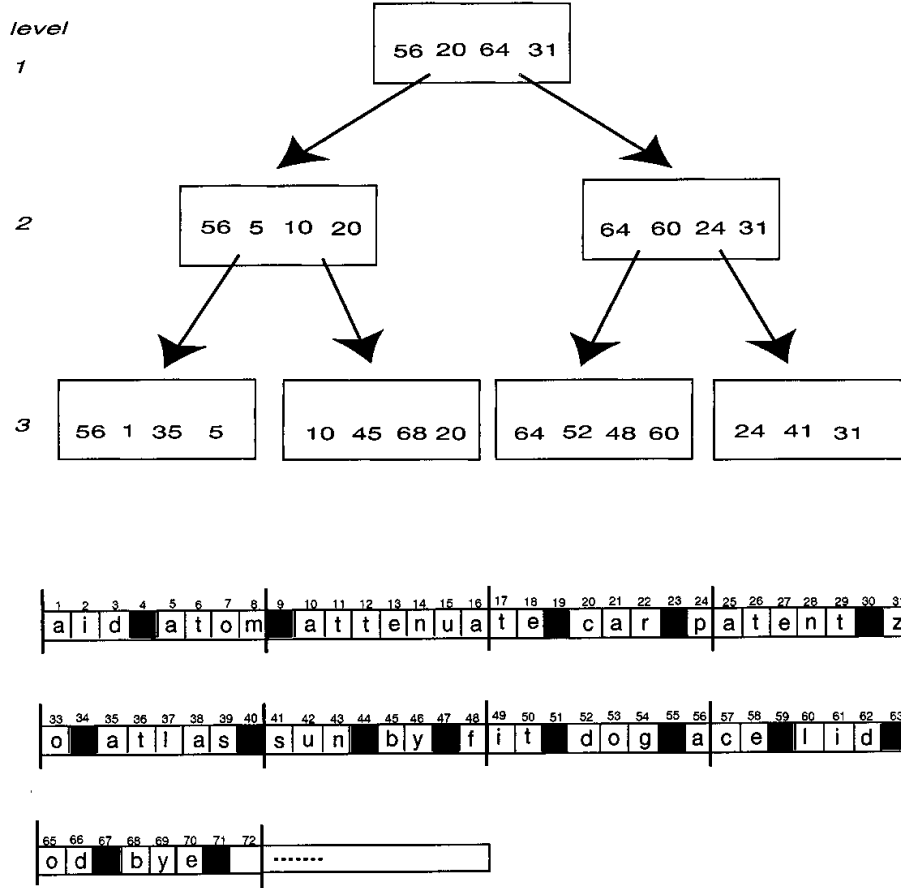 level
1
56 20 64 31
2
56 5 10 20
64 60 24 31
3
56 1 35 5
10 45 68 20
64 52 48 60
24 41 31
1 2 3 4 5 6 7 8 9 10 11 12 13 14 15 16 17 18 19 20 21 22 23 24 25 26 27 28 29 30 31
a i d a t o m a t t e n u a t e c a r p a t e n t z
33 34 35 36 37 38 39 40 41 42 43 44 45 46 47 48 49 50 51 52 53 54 55 56 57 58 59 60 61 62 63
o a t l a s s u n b y f i t d o g a c e l i d
65 66 67 68 69 70 71 72
o d b y e -------